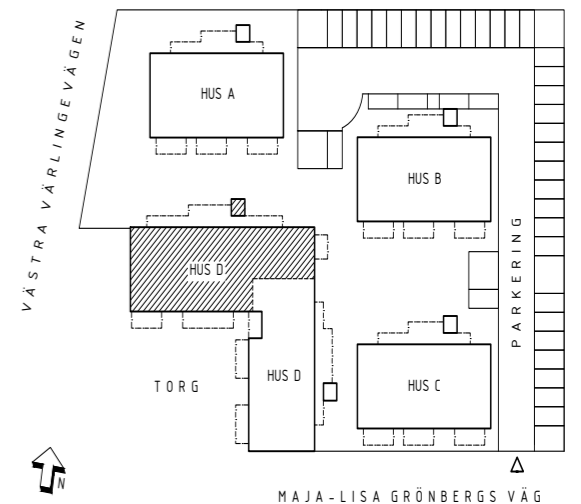 VÄSTRA VÄRLINGEVÄGEN
HUS A
HUS B
HUS D
PARKERING
HUS D
HUS C
TORG
N
MAJA-LISA GRÖNBERGS VÄG